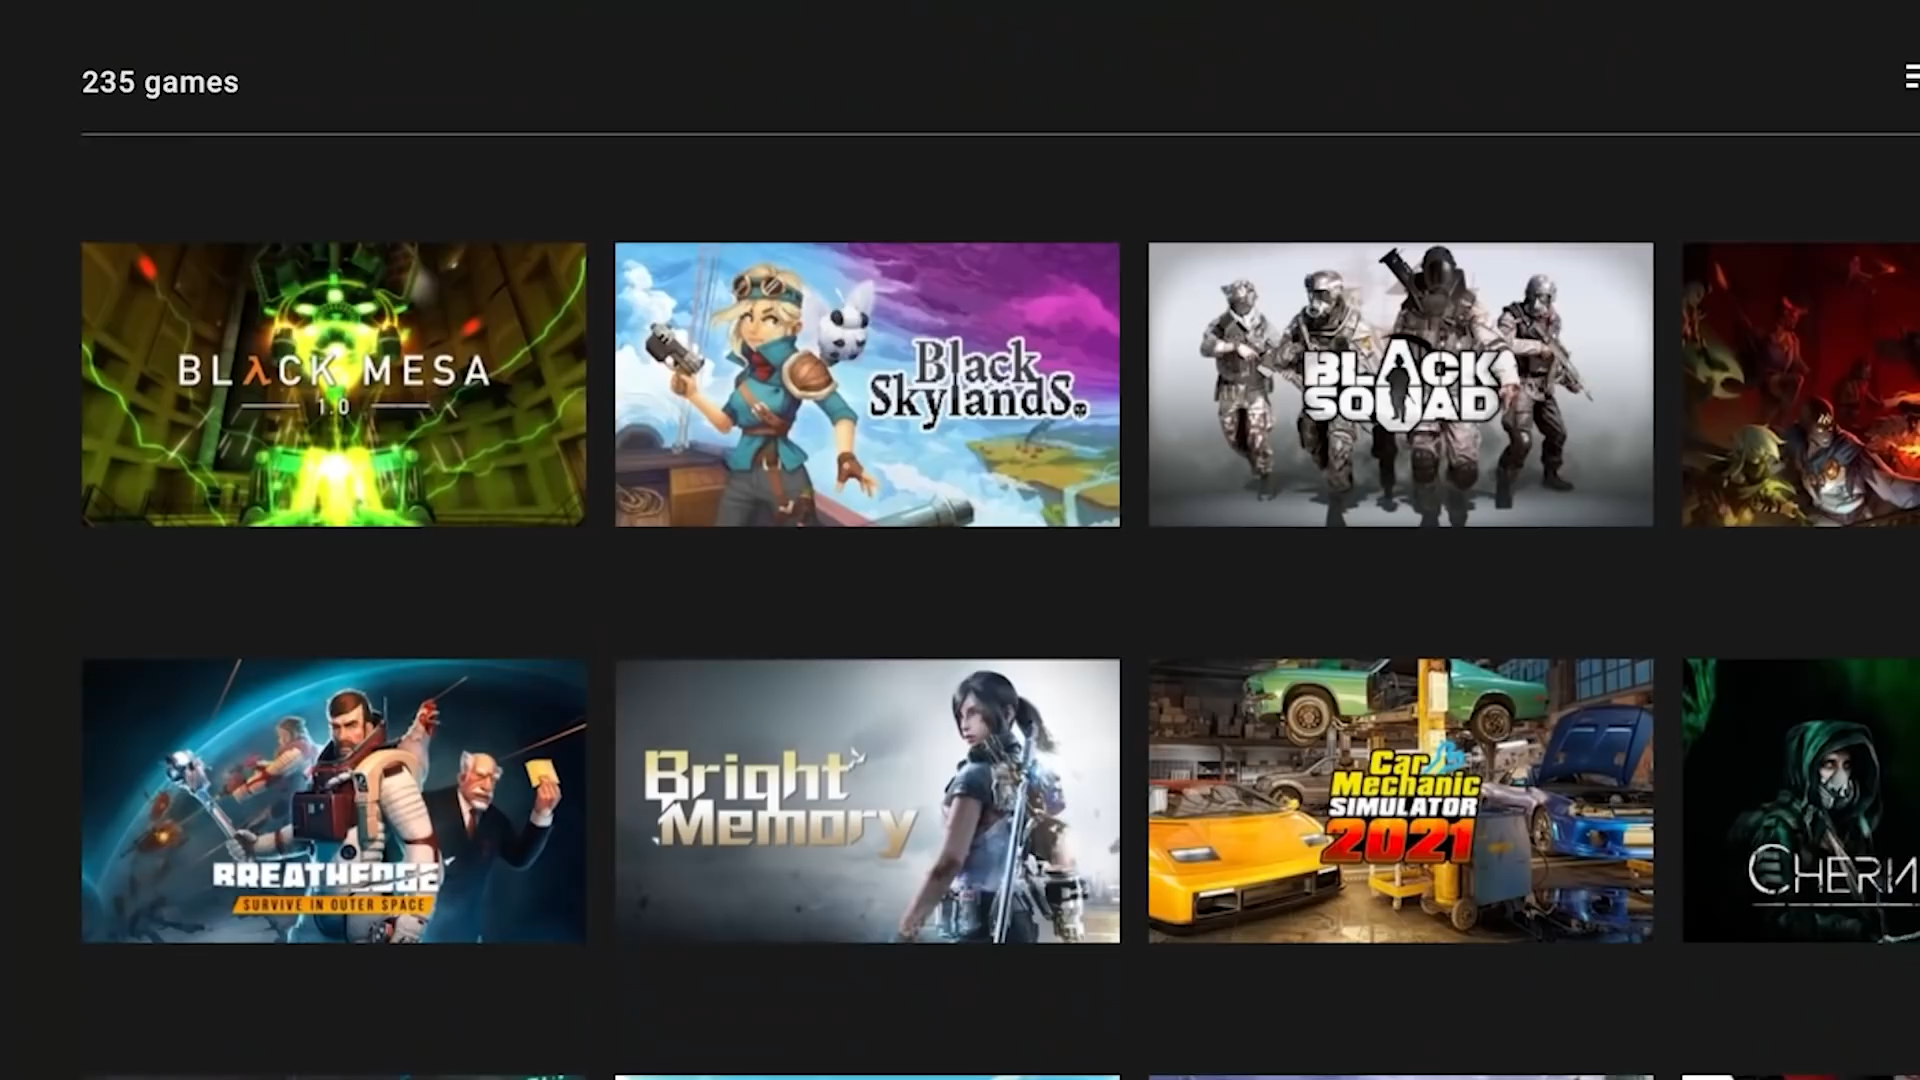 235 games
BLACK MESA
1.0
Black
Skylands.
BLACK
SQUAD
BREATHEDGE
SURVIVE IN OUTER SPACE
Bright
Memory
Car
Mechanic
SIMULATOR
2021
CHERN